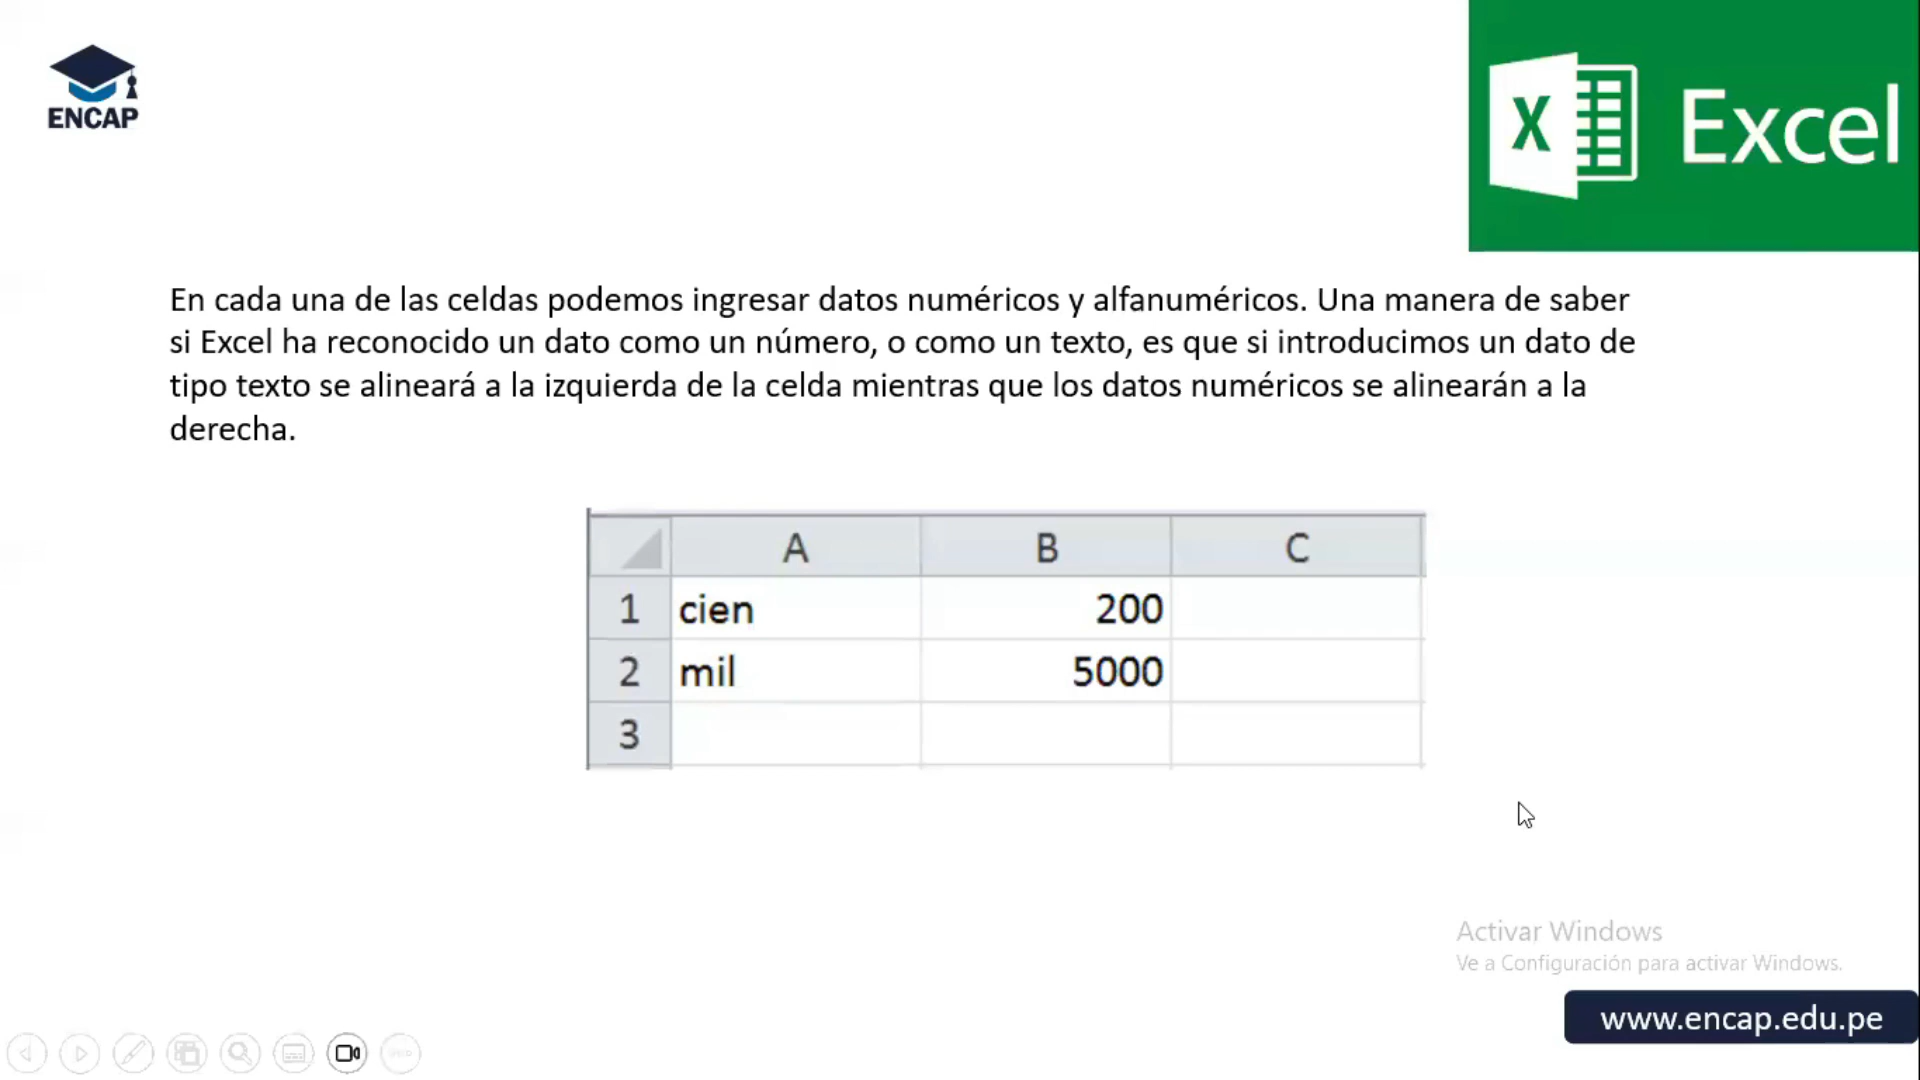 ENCAP
X Excel
En cada una de las celdas podemos ingresar datos numéricos y alfanuméricos. Una manera de saber
si Excel ha reconocido un dato como un número, o como un texto, es que si introducimos un dato de
tipo texto se alineará a la izquierda de la celda mientras que los datos numéricos se alinearán a la
derecha.
A B C
1 cien 200
2 mil 5000
3
Activar Windows
Ve a Configuración para activar Windows.
www.encap.edu.pe